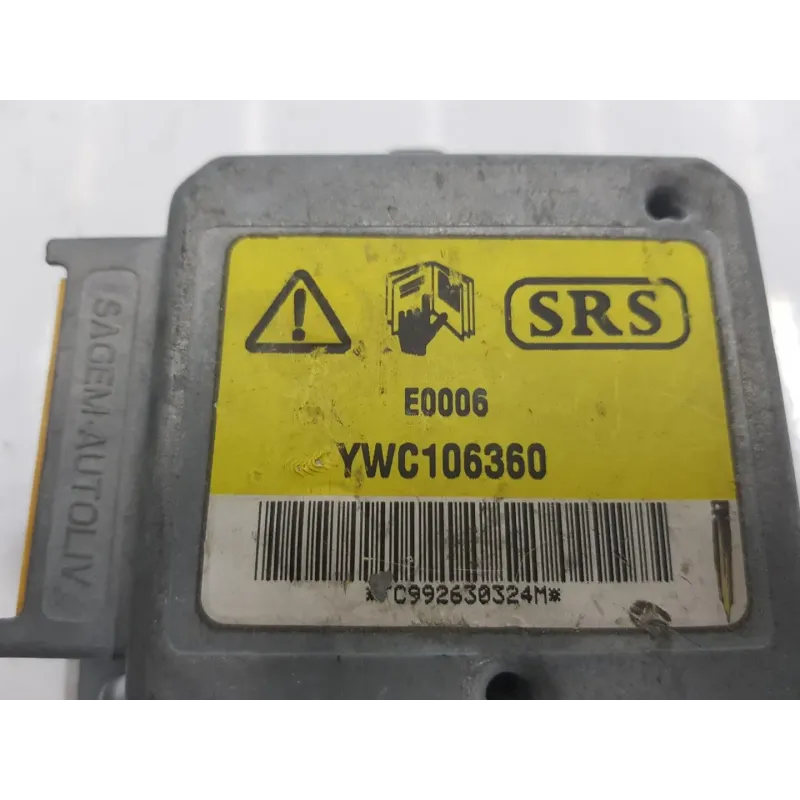 SAGEM-AUTOLIV
SRS
E0006
YWC106360
C992630324M*